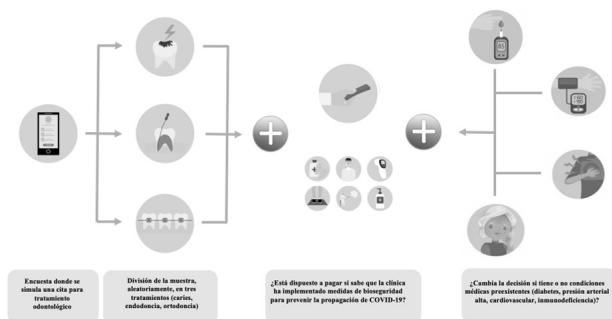 Encuesta donde se
simula una cita para
tratamiento
odontológico
División de la muestra,
aleatoriamente, en tres
tratamientos (caries,
endodoncia, ortodoncia)
¿Está dispuesto a pagar si sabe que la clínica
ha implementado medidas de bioseguridad
para prevenir la propagación de COVID-19?
¿Cambia la decisión si tiene o no condiciones
médicas preexistentes (diabetes, presión arterial
alta, cardiovascular, inmunodeficiencia)?